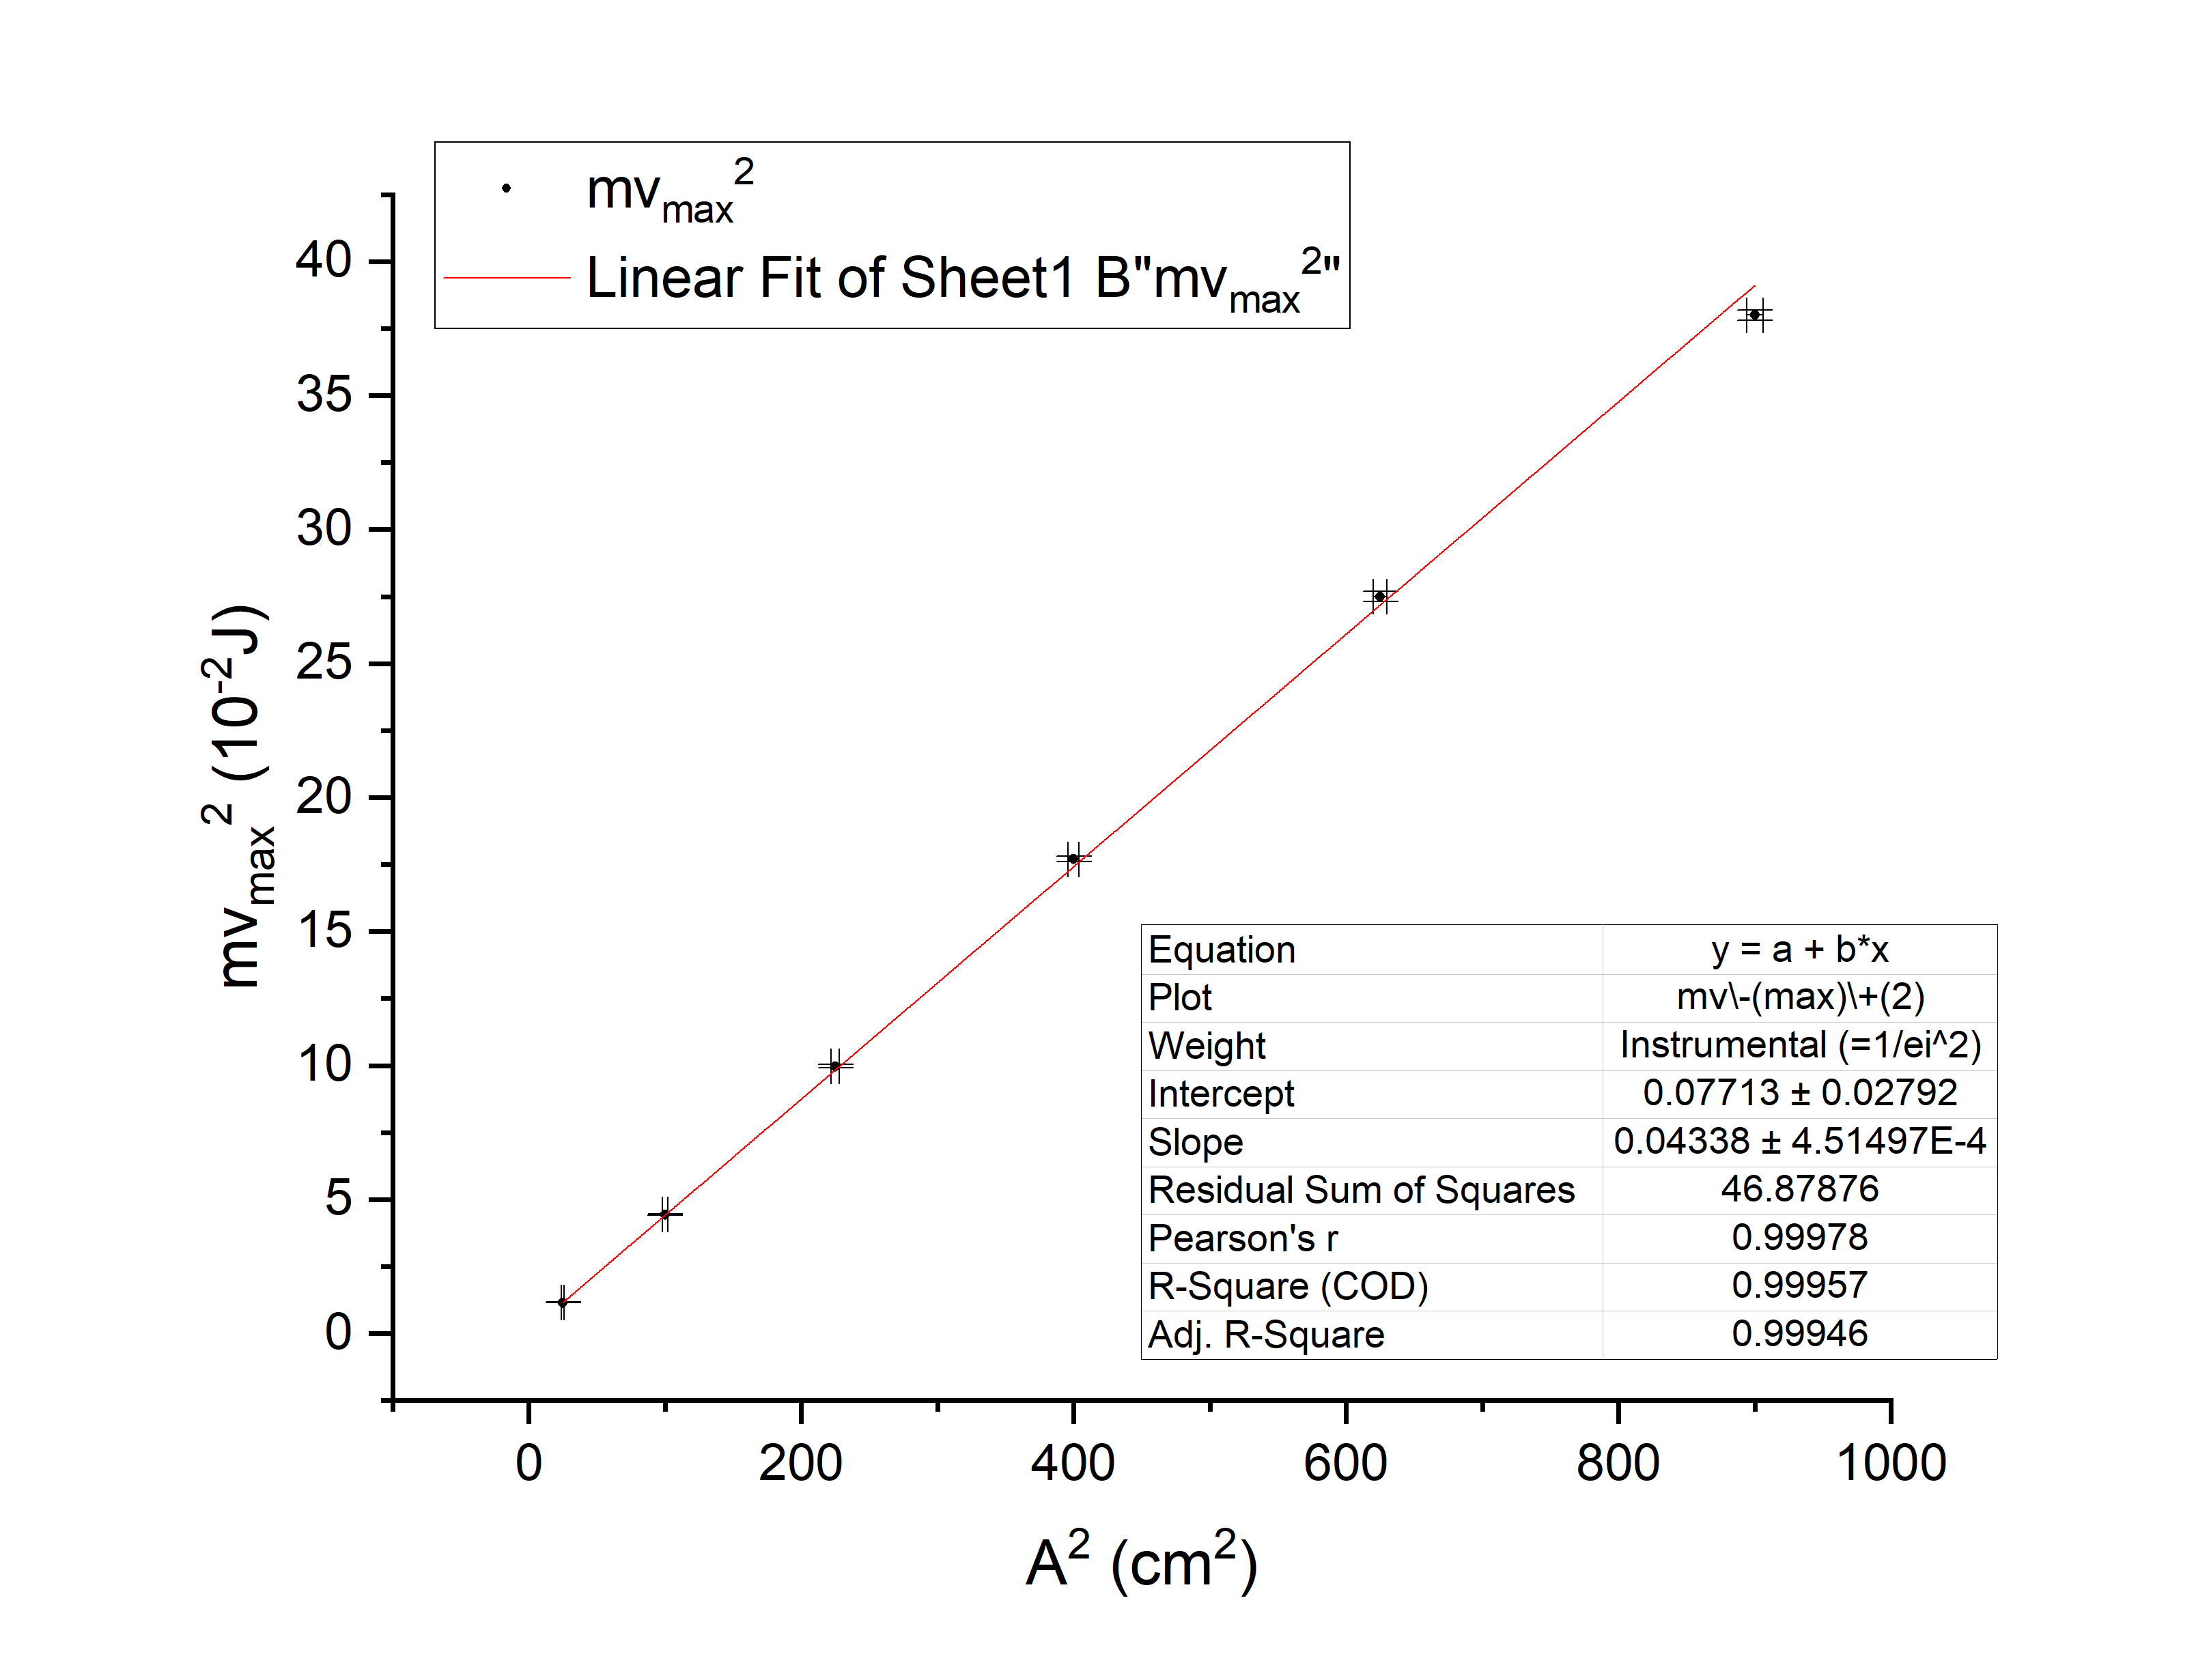 mvmax2
Linear Fit of Sheet1 B"mvmax2"
40
35
30
25
20
15
10
5
0
mvmax2 (10-2J)
Equation y = a + b*x
Plot mv\-(max)\+(2)
Weight Instrumental (=1/ei^2)
Intercept 0.07713 ± 0.02792
Slope 0.04338 ± 4.51497E-4
Residual Sum of Squares 46.87876
Pearson's r 0.99978
R-Square (COD) 0.99957
Adj. R-Square 0.99946
0 200 400 600 800 1000
A2 (cm2)